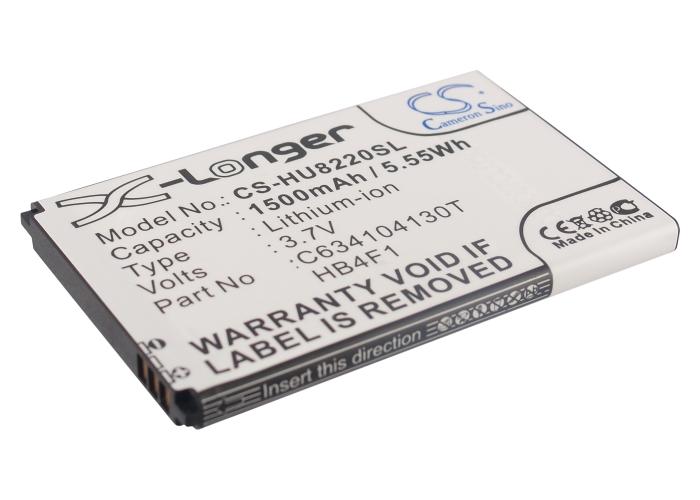 X-Longer
CS
Cameron Sino
Model No.: CS-HU8220SL
Capacity : 1500mAh / 5.55Wh
Type : Lithium-ion
Volts : 3.7V
Part No : C634104130T
HB4F1
WARRANTY VOID IF
LABEL IS REMOVED
CE
Made In China
Insert this direction